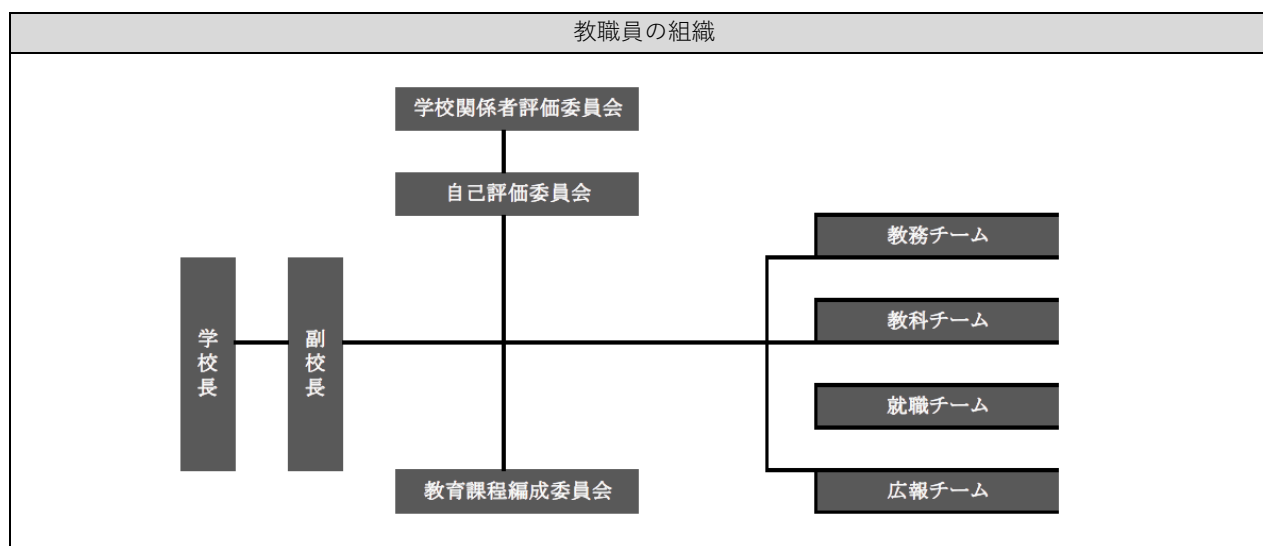 教職員の組織
学校関係者評価委員会
自己評価委員会
教務チーム
教科チーム
学校長
副校長
就職チーム
教育課程編成委員会
広報チーム